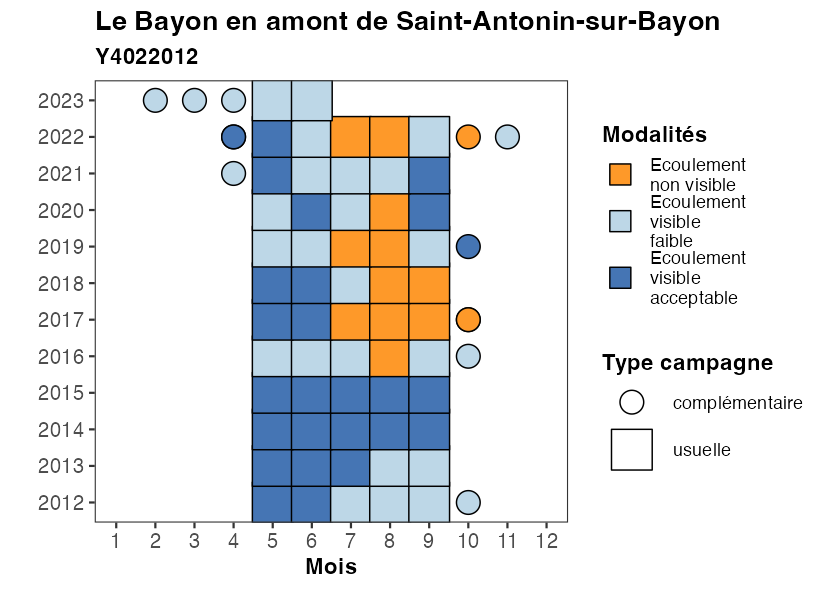 Le Bayon en amont de Saint-Antonin-sur-Bayon
Y4022012
2023
2022
2021
2020
2019
2018
2017
2016
2015
2014
2013
2012
1 2 3 4 5 6 7 8 9 10 11 12
Mois
Modalités
Ecoulement
non visible
Ecoulement
visible
faible
Ecoulement
visible
acceptable
Type campagne
complémentaire
usuelle